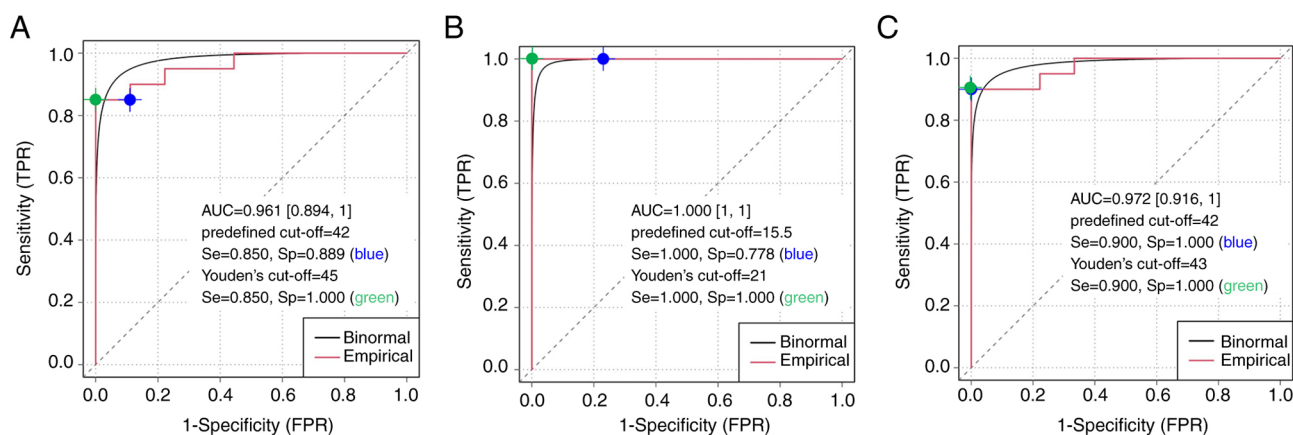 A
Sensitivity (TPR)
1.0
0.8
0.6
0.4
0.2
0.0
AUC=0.961 [0.894, 1]
predefined cut-off=42
Se=0.850, Sp=0.889 (blue)
Youden's cut-off=45
Se=0.850, Sp=1.000 (green)
Binormal
Empirical
0.0 0.2 0.4 0.6 0.8 1.0
1-Specificity (FPR)
B
Sensitivity (TPR)
1.0
0.8
0.6
0.4
0.2
0.0
AUC=1.000 [1, 1]
predefined cut-off=15.5
Se=1.000, Sp=0.778 (blue)
Youden's cut-off=21
Se=1.000, Sp=1.000 (green)
Binormal
Empirical
0.0 0.2 0.4 0.6 0.8 1.0
1-Specificity (FPR)
C
Sensitivity (TPR)
1.0
0.8
0.6
0.4
0.2
0.0
AUC=0.972 [0.916, 1]
predefined cut-off=42
Se=0.900, Sp=1.000 (blue)
Youden's cut-off=43
Se=0.900, Sp=1.000 (green)
Binormal
Empirical
0.0 0.2 0.4 0.6 0.8 1.0
1-Specificity (FPR)